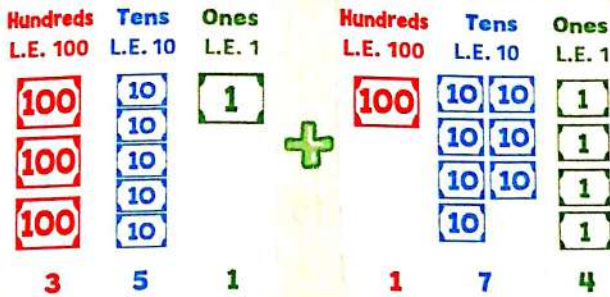 Hundreds Tens Ones Hundreds Tens Ones
L.E. 100 L.E. 10 L.E. 1 L.E. 100 L.E. 10 L.E. 1
100 10 1 100 10 10 1
10
100 10 10 10 1
10 10 10 1
100 10 10 1
3 5 1 1 7 4